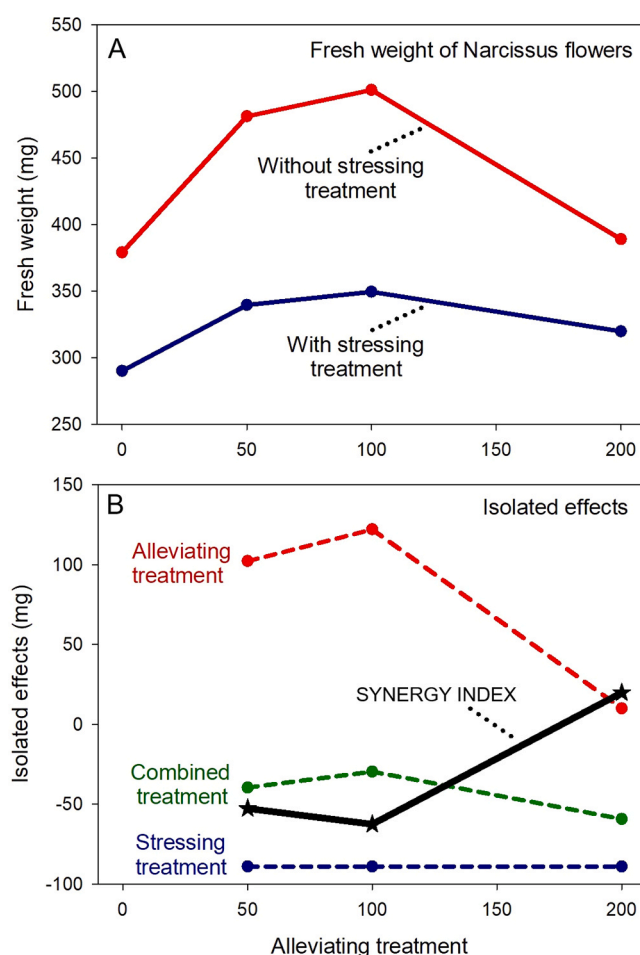 A
Fresh weight of Narcissus flowers
Fresh weight (mg)
550
500
450
400
350
300
250
Without stressing
treatment
With stressing
treatment
0 50 100 150 200
B
Isolated effects
Isolated effects (mg)
150
100
50
0
-50
-100
Alleviating
treatment
SYNERGY INDEX
Combined
treatment
Stressing
treatment
0 50 100 150 200
Alleviating treatment